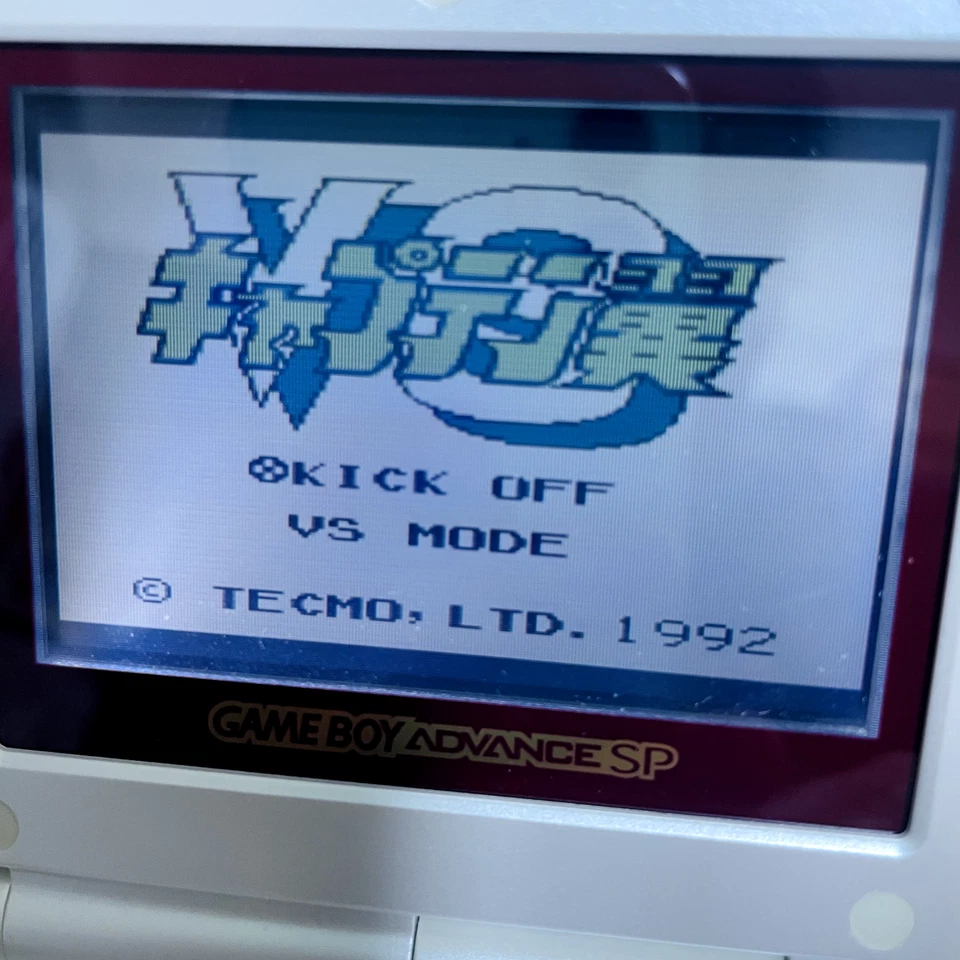 VS
キャプテン翼
KICK OFF
VS MODE
© TECMO, LTD. 1992
GAME BOY ADVANCE SP